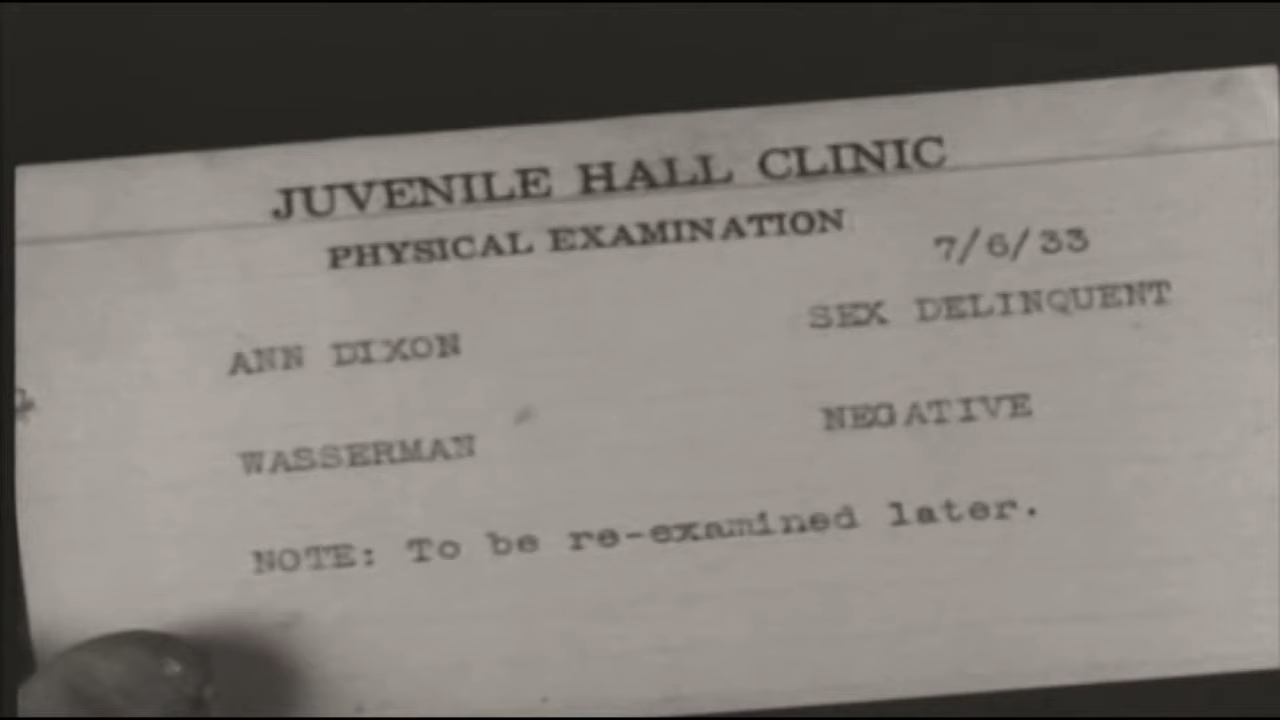 JUVENILE HALL CLINIC
PHYSICAL EXAMINATION
7/6/33
ANN DIXON SEX DELINQUENT
WASSERMAN NEGATIVE
NOTE: To be re-examined later.